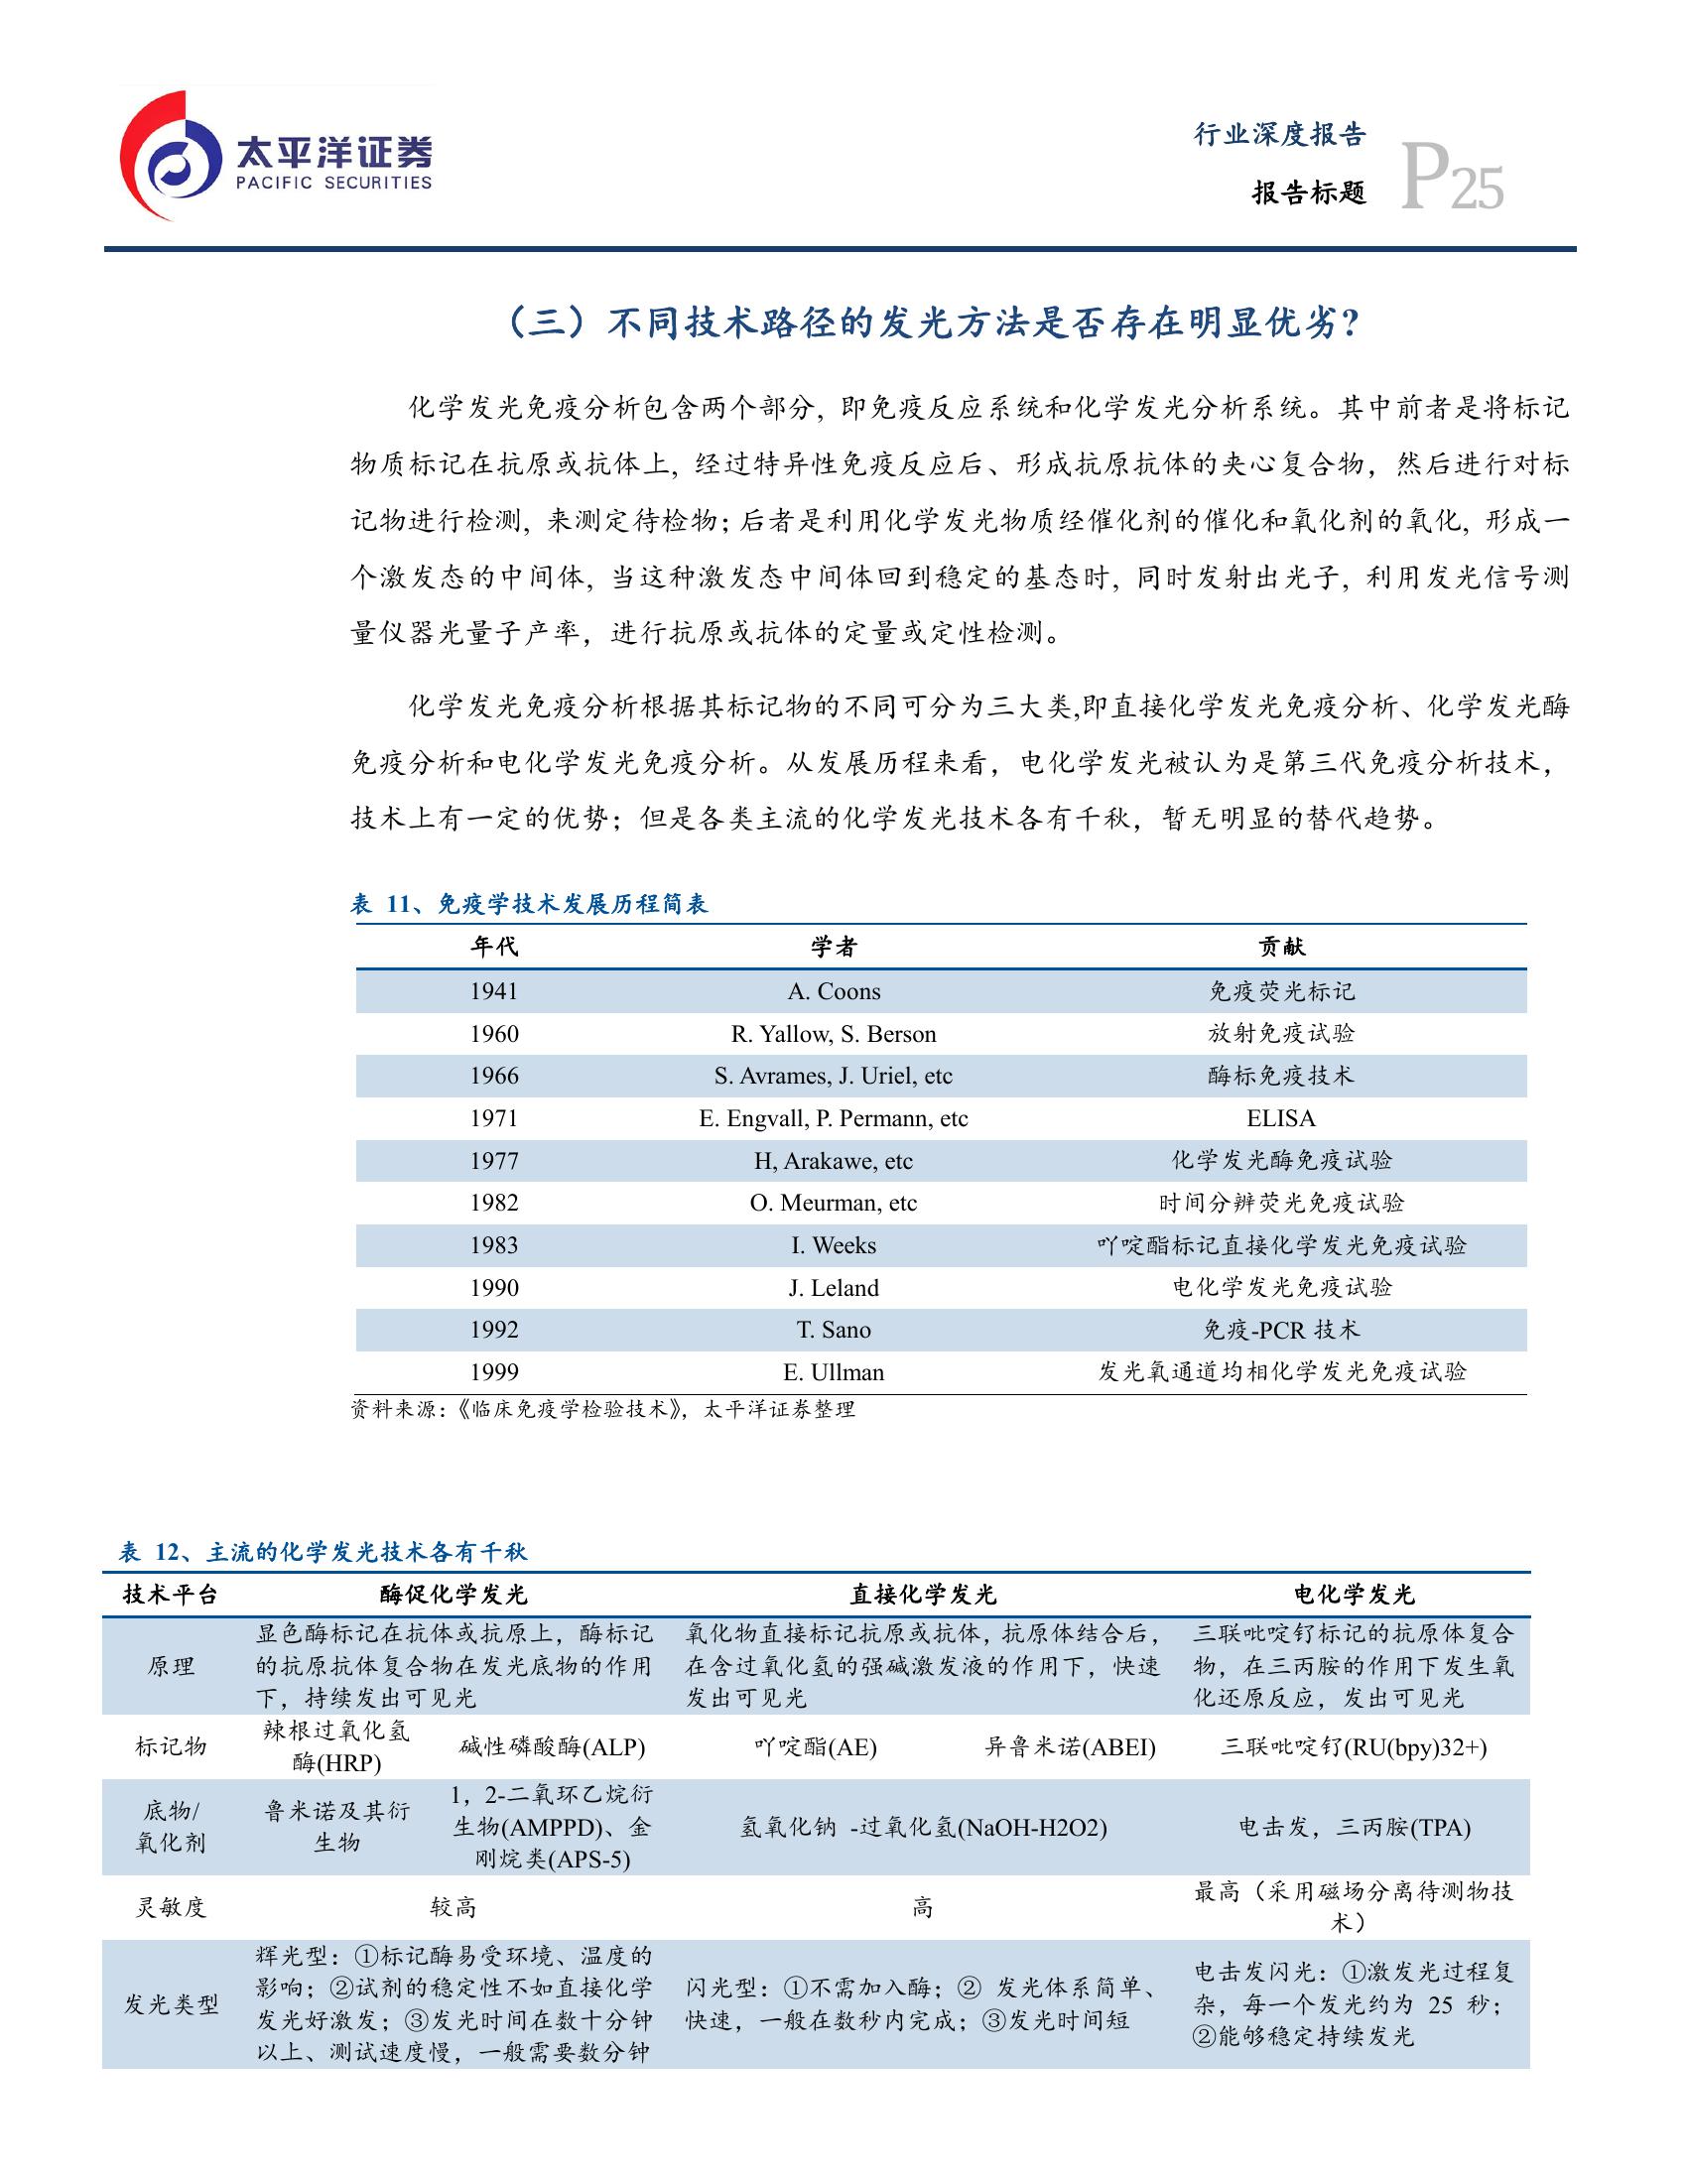 太平洋证券
PACIFIC SECURITIES
行业深度报告
报告标题
P25
（三）不同技术路径的发光方法是否存在明显优劣?
化学发光免疫分析包含两个部分, 即免疫反应系统和化学发光分析系统。其中前者是将标记
物质标记在抗原或抗体上, 经过特异性免疫反应后、形成抗原抗体的夹心复合物，然后进行对标
记物进行检测, 来测定待检物; 后者是利用化学发光物质经催化剂的催化和氧化剂的氧化, 形成一
个激发态的中间体, 当这种激发态中间体回到稳定的基态时, 同时发射出光子, 利用发光信号测
量仪器光量子产率，进行抗原或抗体的定量或定性检测。
化学发光免疫分析根据其标记物的不同可分为三大类,即直接化学发光免疫分析、化学发光酶
免疫分析和电化学发光免疫分析。从发展历程来看，电化学发光被认为是第三代免疫分析技术，
技术上有一定的优势；但是各类主流的化学发光技术各有千秋，暂无明显的替代趋势。
表 11、免疫学技术发展历程简表
年代 学者 贡献
1941 A. Coons 免疫荧光标记
1960 R. Yallow, S. Berson 放射免疫试验
1966 S. Avrames, J. Uriel, etc 酶标免疫技术
1971 E. Engvall, P. Permann, etc ELISA
1977 H, Arakawe, etc 化学发光酶免疫试验
1982 O. Meurman, etc 时间分辨荧光免疫试验
1983 I. Weeks 吖啶酯标记直接化学发光免疫试验
1990 J. Leland 电化学发光免疫试验
1992 T. Sano 免疫-PCR 技术
1999 E. Ullman 发光氧通道均相化学发光免疫试验
资料来源：《临床免疫学检验技术》，太平洋证券整理
表 12、主流的化学发光技术各有千秋
技术平台 酶促化学发光 直接化学发光 电化学发光
原理
显色酶标记在抗体或抗原上，酶标记
的抗原抗体复合物在发光底物的作用
下，持续发出可见光
氧化物直接标记抗原或抗体，抗原体结合后，
在含过氧化氢的强碱激发液的作用下，快速
发出可见光
三联吡啶钌标记的抗原体复合
物，在三丙胺的作用下发生氧
化还原反应，发出可见光
标记物
辣根过氧化氢
酶(HRP)
碱性磷酸酶(ALP)
吖啶酯(AE)
异鲁米诺(ABEI)
三联吡啶钌(RU(bpy)32+)
底物/
氧化剂
鲁米诺及其衍
生物
1，2-二氧环乙烷衍
生物(AMPPD)、金
刚烷类(APS-5)
氢氧化钠 -过氧化氢(NaOH-H2O2)
电击发，三丙胺(TPA)
灵敏度
较高
高
最高（采用磁场分离待测物技
术）
发光类型
辉光型：①标记酶易受环境、温度的
影响；②试剂的稳定性不如直接化学
发光好激发；③发光时间在数十分钟
以上、测试速度慢，一般需要数分钟
闪光型：①不需加入酶；② 发光体系简单、
快速，一般在数秒内完成；③发光时间短
电击发闪光：①激发光过程复
杂，每一个发光约为 25 秒；
②能够稳定持续发光